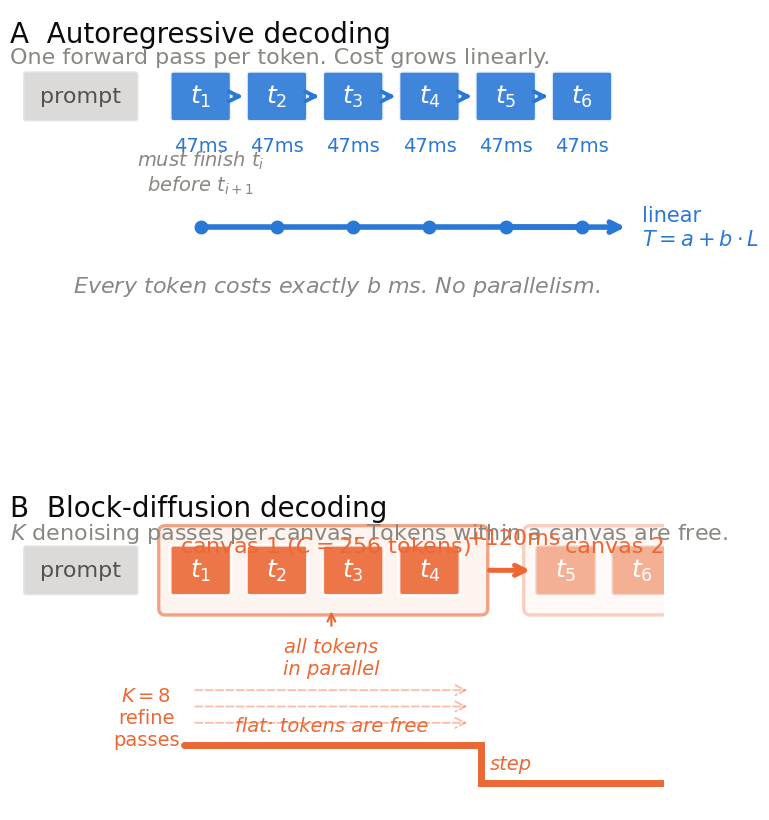 A Autoregressive decoding
One forward pass per token. Cost grows linearly.
prompt
t₁ t₂ t₃ t₄ t₅ t₆
47ms 47ms 47ms 47ms 47ms 47ms
must finish tᵢ
before tᵢ₊₁
linear
T = a + b · L
Every token costs exactly b ms. No parallelism.
B Block-diffusion decoding
K denoising passes per canvas. Tokens within a canvas are free.
canvas 1 (C = 256 tokens)
+120ms
canvas 2
prompt
t₁ t₂ t₃ t₄ t₅ t₆
all tokens
in parallel
K = 8
refine
passes
flat: tokens are free
step